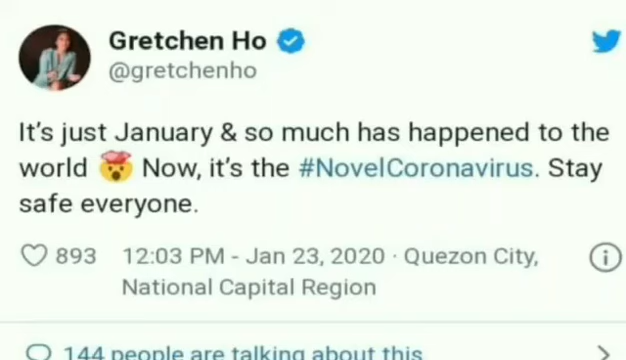 Gretchen Ho
@gretchenho
It's just January & so much has happened to the
world 🤯 Now, it's the #NovelCoronavirus. Stay
safe everyone.
893 12:03 PM - Jan 23, 2020 · Quezon City,
National Capital Region
144 people are talking about this